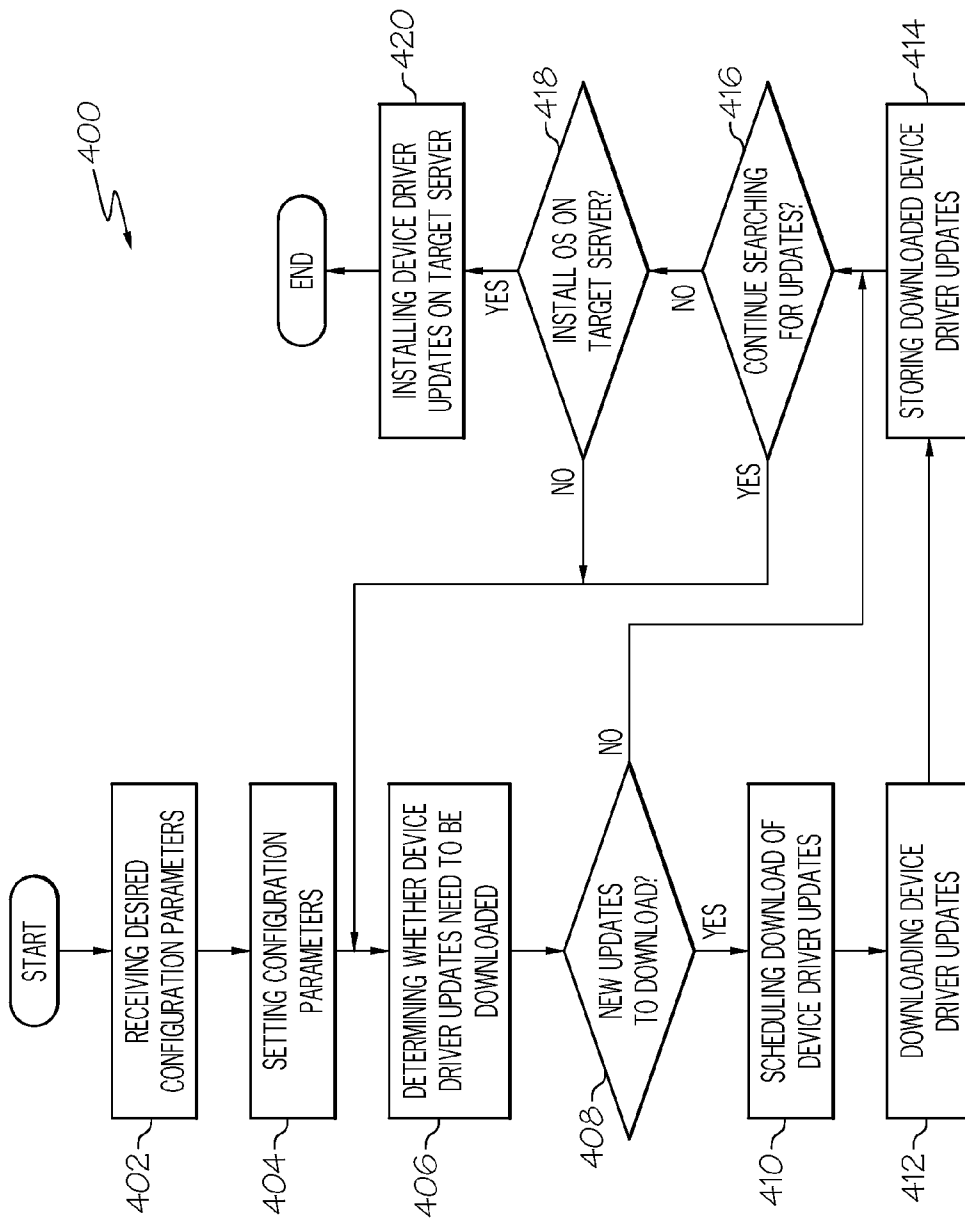 400
START
RECEIVING DESIRED
CONFIGURATION PARAMETERS
402
SETTING CONFIGURATION
PARAMETERS
404
DETERMINING WHETHER DEVICE
DRIVER UPDATES NEED TO BE
DOWNLOADED
406
NEW UPDATES
TO DOWNLOAD?
408
NO
YES
SCHEDULING DOWNLOAD OF
DEVICE DRIVER UPDATES
410
DOWNLOADING DEVICE
DRIVER UPDATES
412
STORING DOWNLOADED DEVICE
DRIVER UPDATES
414
CONTINUE SEARCHING
FOR UPDATES?
416
YES
NO
INSTALL OS ON
TARGET SERVER?
418
NO
YES
INSTALLING DEVICE DRIVER
UPDATES ON TARGET SERVER
420
END